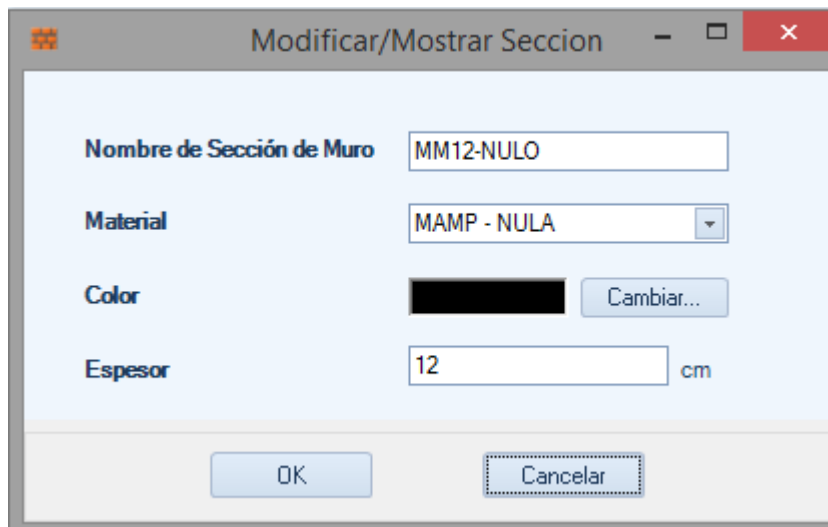 Modificar/Mostrar Seccion
Nombre de Sección de Muro MM12-NULO
Material MAMP - NULA
Color Cambiar...
Espesor 12 cm
OK Cancelar